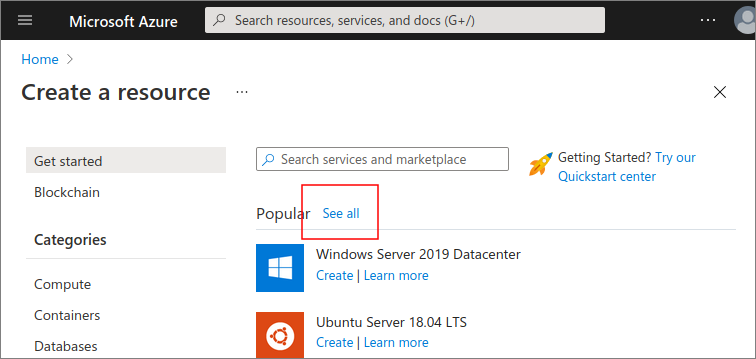 Microsoft Azure
Search resources, services, and docs (G+/)
...
Home >
Create a resource ...
Get started
Blockchain
Categories
Compute
Containers
Databases
Search services and marketplace
Getting Started? Try our
Quickstart center
Popular See all
Windows Server 2019 Datacenter
Create | Learn more
Ubuntu Server 18.04 LTS
Create | Learn more